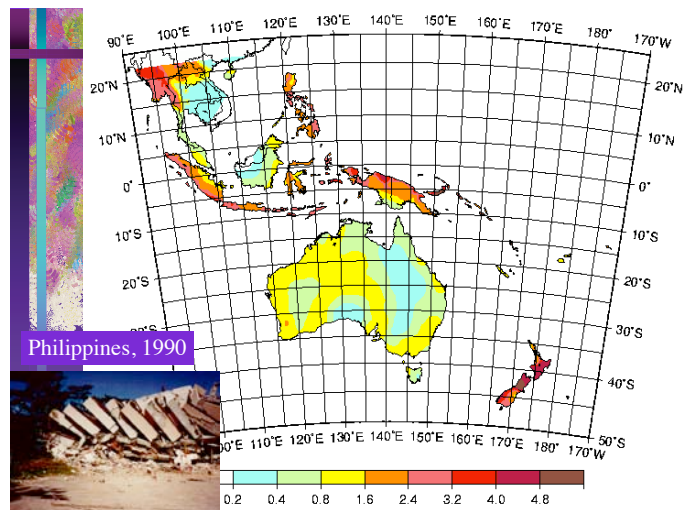 90°E 100°E 110°E 120°E 130°E 140°E 150°E 160°E 170°E 180° 170°W
20°N 20°N
10°N 10°N
0° 0°
10°S 10°S
20°S 20°S
30°S
Philippines, 1990
40°S
50°S
00°E 110°E 120°E 130°E 140°E 150°E 160°E 170°E 180° 170°W
0.2 0.4 0.8 1.6 2.4 3.2 4.0 4.8